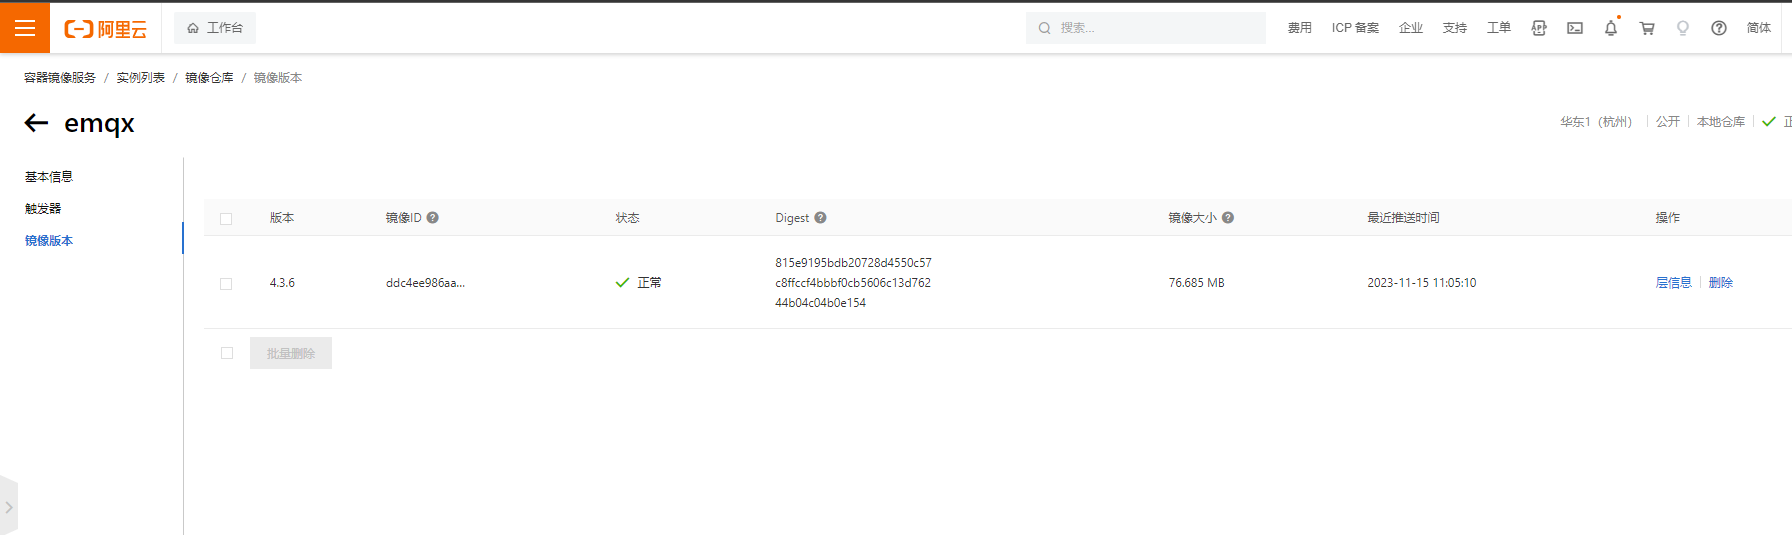 阿里云
工作台
搜索...
费用 ICP 备案 企业 支持 工单 简体
容器镜像服务 / 实例列表 / 镜像仓库 / 镜像版本
emqx
华东1（杭州） 公开 本地仓库
基本信息
触发器
镜像版本
版本 镜像ID 状态 Digest 镜像大小 最近推送时间 操作
4.3.6 ddc4ee986aa... 正常
815e9195bdb20728d4550c57
c8ffccf4bbbf0cb5606c13d762
44b04c04b0e154
76.685 MB 2023-11-15 11:05:10 层信息 删除
批量删除